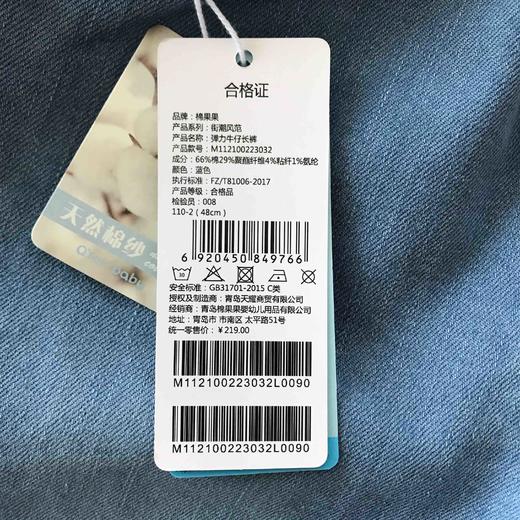 合格证
品牌：棉果果
产品系列：街潮风范
产品名称：弹力牛仔长裤
产品款号：M112100223032
成分：66%棉29%聚酯纤维4%粘纤1%氨纶
颜色：蓝色
执行标准：FZ/T81006-2017
产品等级：合格品
检验员：008
110-2（48cm）
6 920450 849766
安全标准：GB31701-2015 C类
授权及制造商：青岛天耀商贸有限公司
经销商：青岛棉果果婴幼儿用品有限公司
地址：青岛市 市南区 太平路51号
统一零售价：¥219.00
M112100223032L0090
M112100223032L0090
天然棉纱